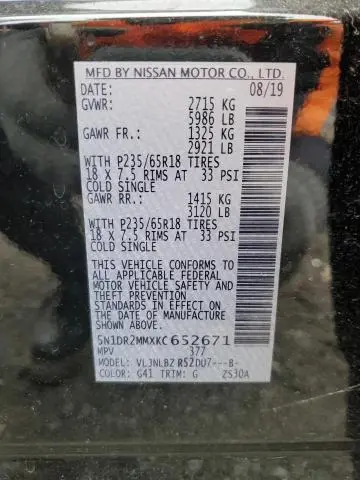 MFD BY NISSAN MOTOR CO., LTD.
DATE: 08/19
GVWR: 2715 KG
5986 LB
GAWR FR.: 1325 KG
2921 LB
WITH P235/65R18 TIRES
18 X 7.5 RIMS AT 33 PSI
COLD SINGLE
GAWR RR.: 1415 KG
3120 LB
WITH P235/65R18 TIRES
18 X 7.5 RIMS AT 33 PSI
COLD SINGLE
THIS VEHICLE CONFORMS TO
ALL APPLICABLE FEDERAL
MOTOR VEHICLE SAFETY
AND THEFT PREVENTION
STANDARDS IN EFFECT ON
THE DATE OF MANUFACTURE
SHOWN ABOVE.
5N1DR2MMXKC652671
MPV 377
MODEL: VLJNLBZ R52DU7---B-
COLOR: G41 TRIM: G ZS30A